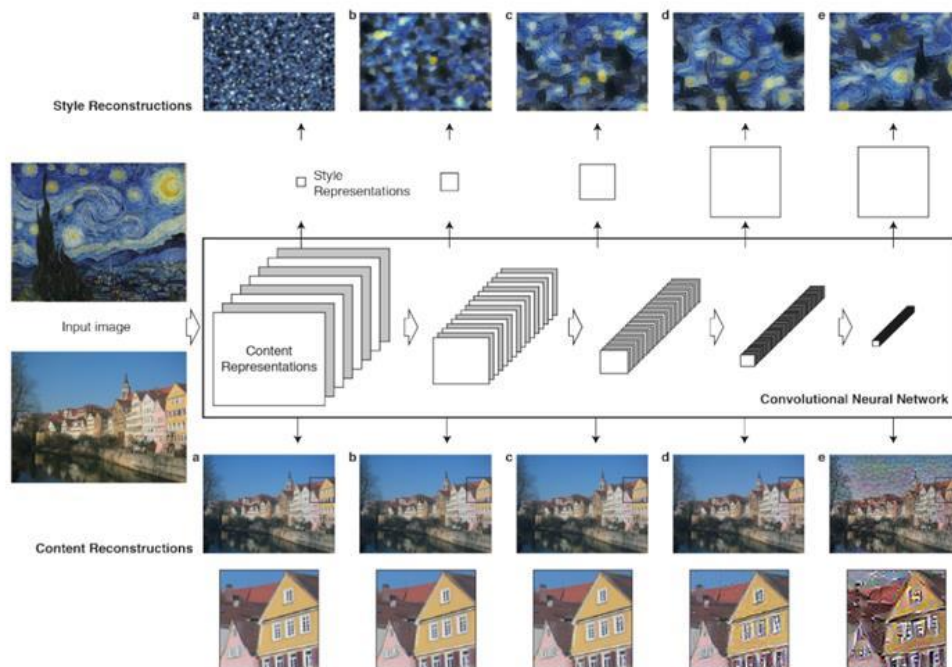 a b c d e
Style Reconstructions
Style
Representations
Input image
Content
Representations
Convolutional Neural Network
a b c d e
Content Reconstructions